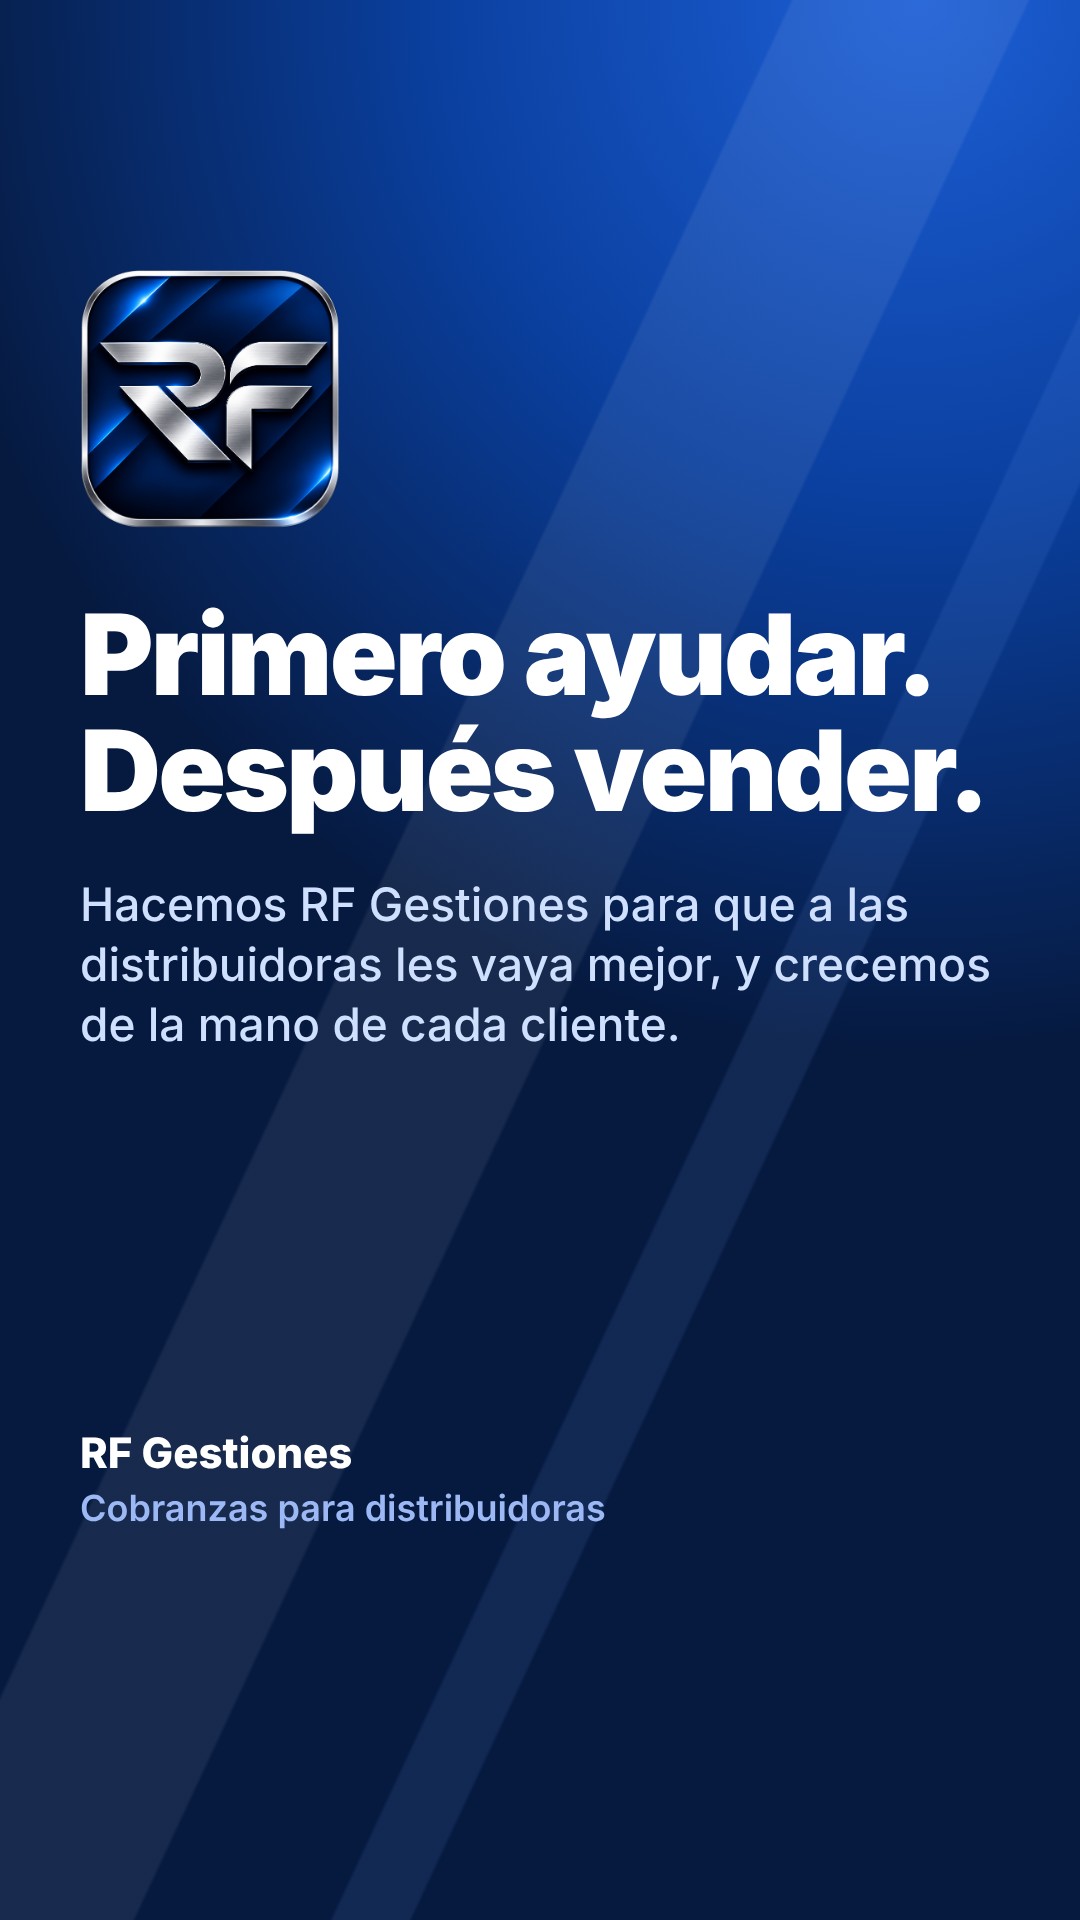 RF
Primero ayudar.
Después vender.
Hacemos RF Gestiones para que a las
distribuidoras les vaya mejor, y crecemos
de la mano de cada cliente.
RF Gestiones
Cobranzas para distribuidoras